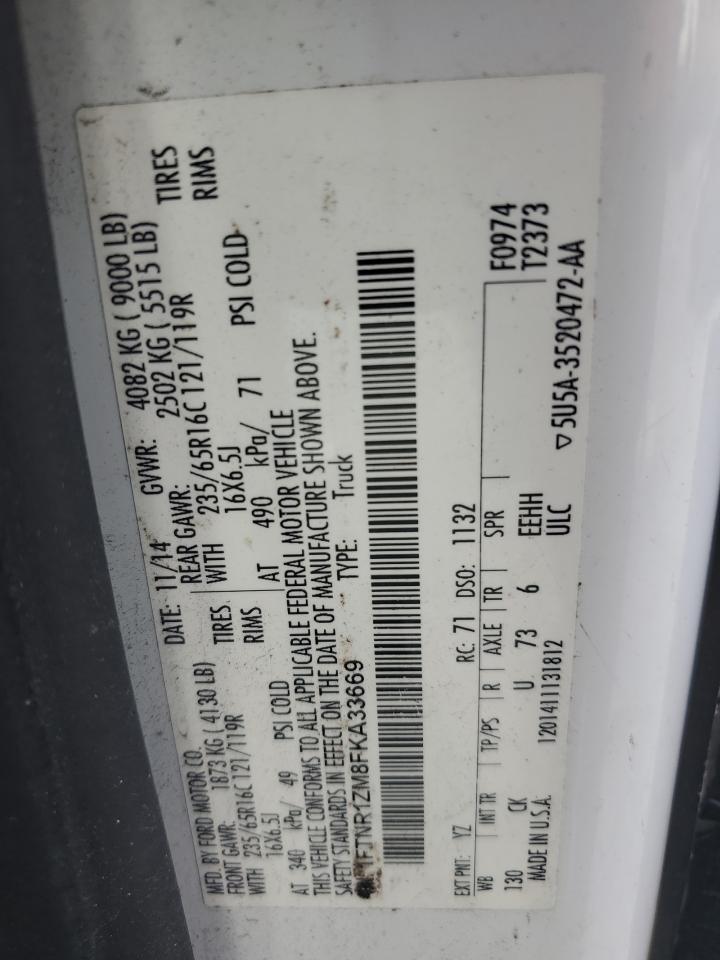 MFD. BY FORD MOTOR CO.
DATE: 11/14 GVWR: 4082 KG ( 9000 LB)
FRONT GAWR: 1873 KG ( 4130 LB)
REAR GAWR: 2502 KG ( 5515 LB)
WITH 235/65R16C 121/119R TIRES
WITH 235/65R16C 121/119R TIRES
16X6.5J RIMS
16X6.5J RIMS
AT 340 kPa/ 49 PSI COLD
AT 490 kPa/ 71 PSI COLD
THIS VEHICLE CONFORMS TO ALL APPLICABLE FEDERAL MOTOR VEHICLE
SAFETY STANDARDS IN EFFECT ON THE DATE OF MANUFACTURE SHOWN ABOVE.
FTNR1ZM8FKA33669
TYPE: Truck
EXT PNT: YZ RC: 71 DSO: 1132
WB INT TR TP/PS R AXLE TR SPR
F0974
T2373
130 CK U 73 6 EEHH
ULC
MADE IN U.S.A. 12014111131812
▽5U5A-3520472-AA